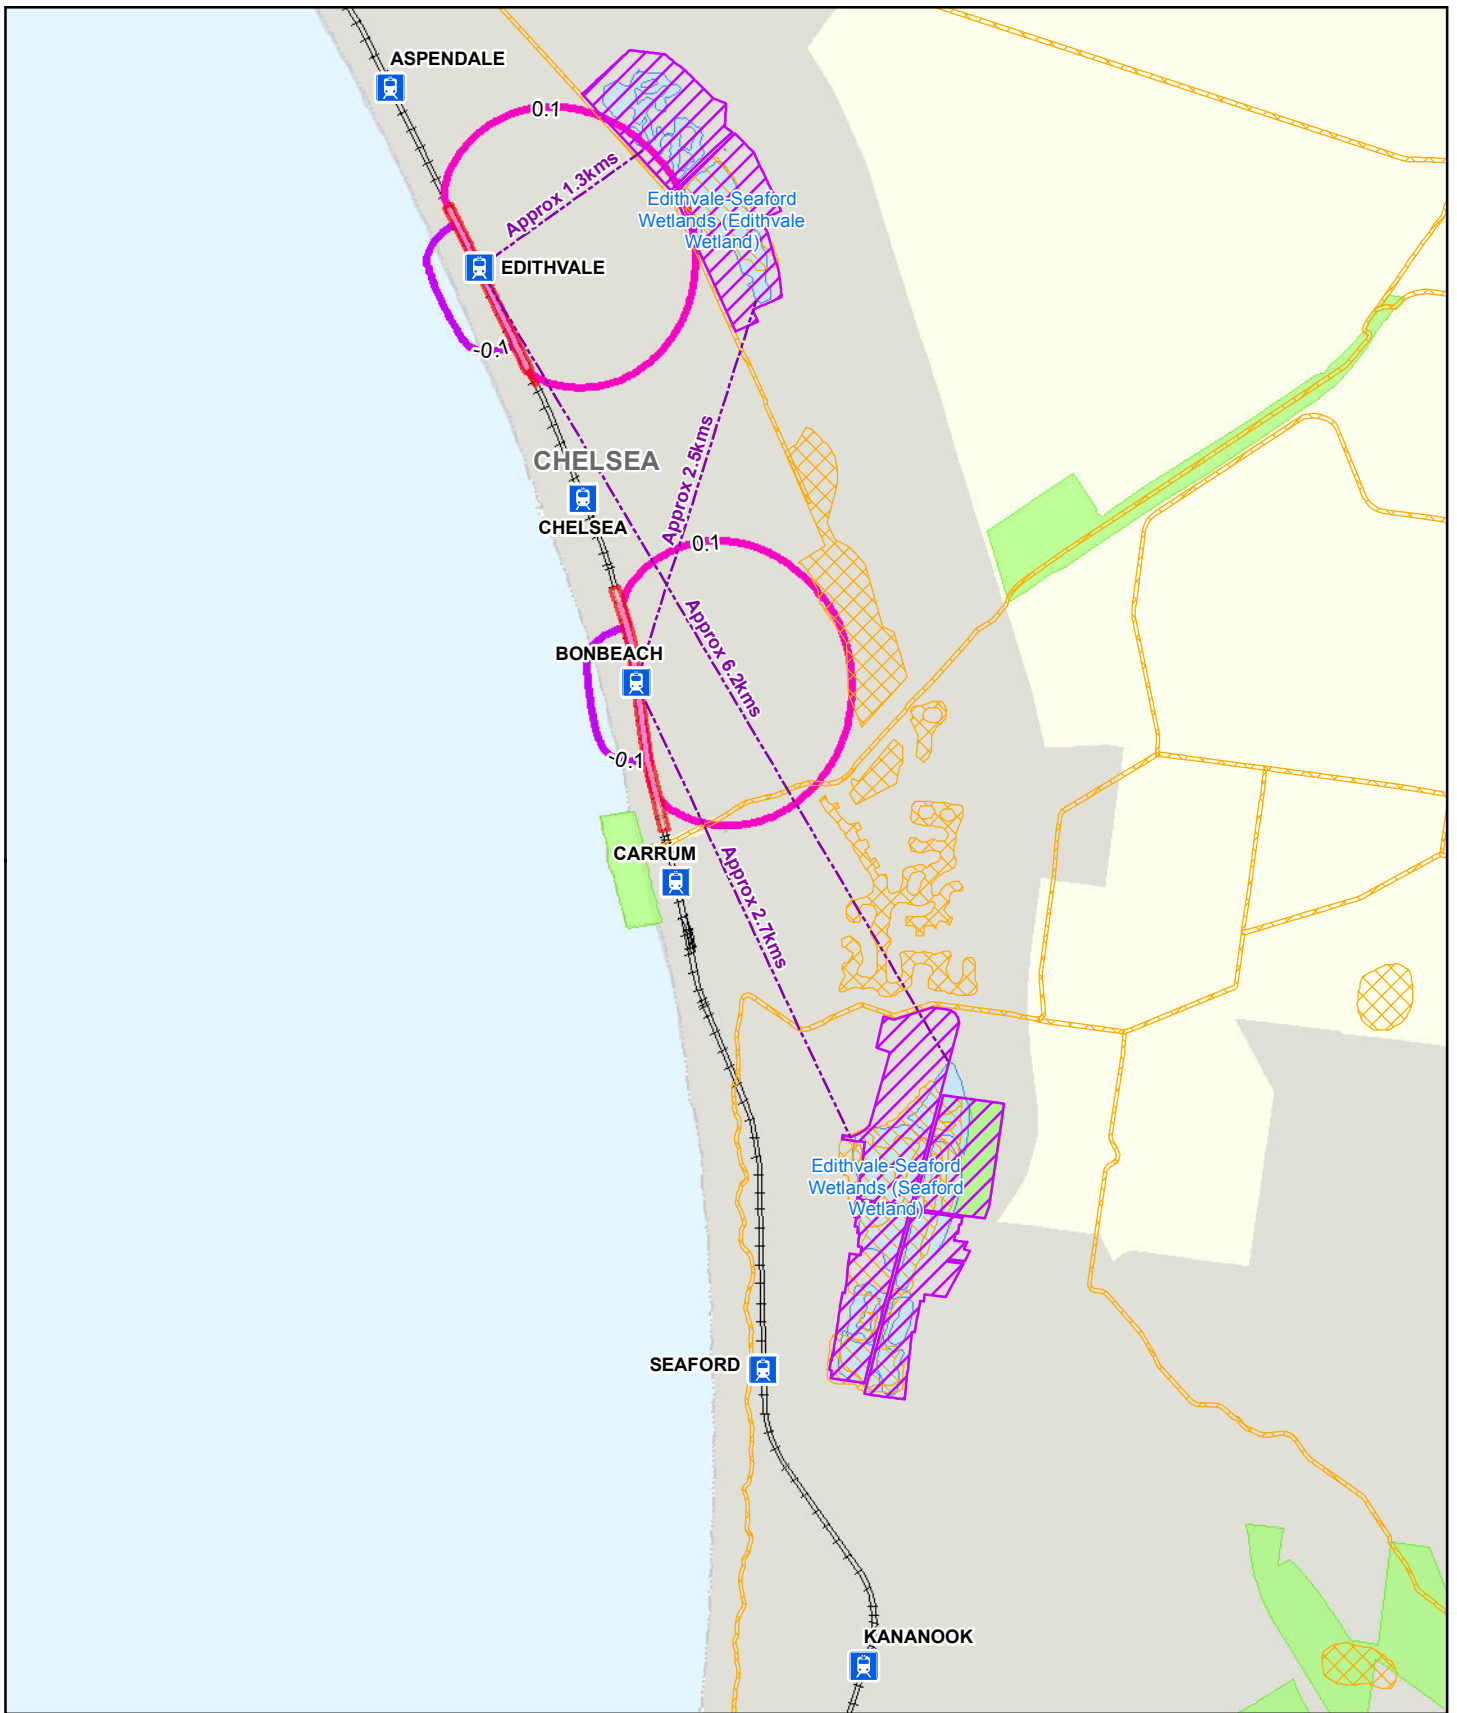 ASPENDALE
0.1
Approx 1.3kms
Edithvale-Seaford
Wetlands (Edithvale
Wetland)
EDITHVALE
-0.1
Approx 2.5kms
CHELSEA
CHELSEA
0.1
Approx 6.2kms
BONBEACH
-0.1
CARRUM
Approx 2.7kms
Edithvale-Seaford
Wetlands (Seaford
Wetland)
SEAFORD
KANANOOK